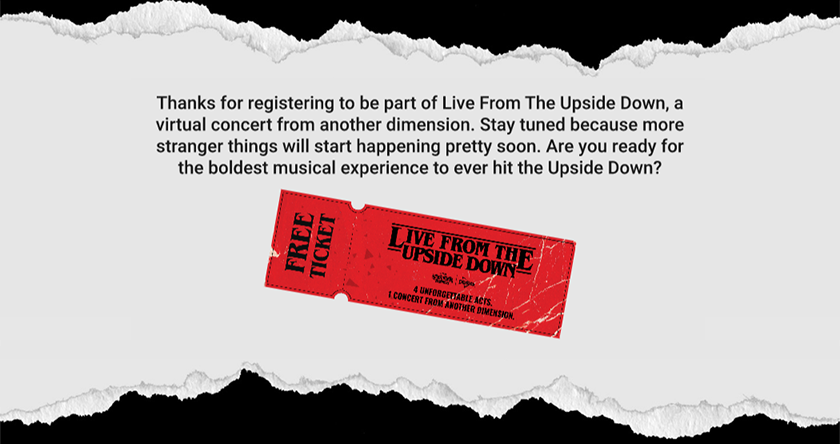 Thanks for registering to be part of Live From The Upside Down, a
virtual concert from another dimension. Stay tuned because more
stranger things will start happening pretty soon. Are you ready for
the boldest musical experience to ever hit the Upside Down?
FREE
TICKET
LIVE FROM THE
UPSIDE DOWN
4 UNFORGETTABLE ACTS.
1 CONCERT FROM ANOTHER DIMENSION.